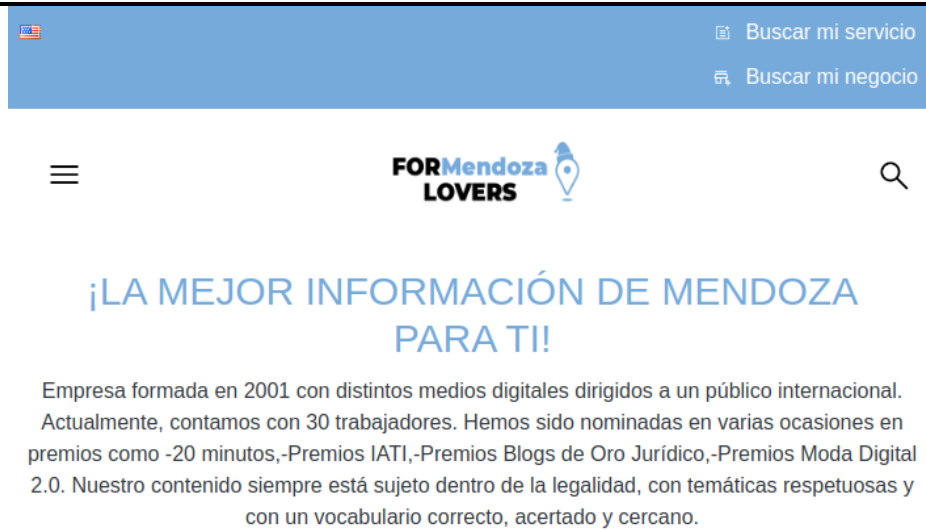 Buscar mi servicio
Buscar mi negocio
FORMendoza
LOVERS
¡LA MEJOR INFORMACIÓN DE MENDOZA
PARA TI!
Empresa formada en 2001 con distintos medios digitales dirigidos a un público internacional.
Actualmente, contamos con 30 trabajadores. Hemos sido nominadas en varias ocasiones en
premios como -20 minutos,-Premios IATI,-Premios Blogs de Oro Jurídico,-Premios Moda Digital
2.0. Nuestro contenido siempre está sujeto dentro de la legalidad, con temáticas respetuosas y
con un vocabulario correcto, acertado y cercano.